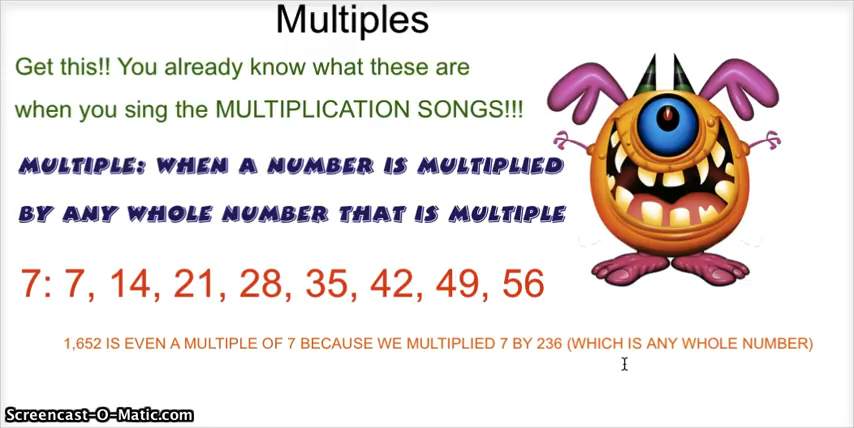 Multiples
Get this!! You already know what these are
when you sing the MULTIPLICATION SONGS!!!
MULTIPLE: WHEN A NUMBER IS MULTIPLIED
BY ANY WHOLE NUMBER THAT IS MULTIPLE
7: 7, 14, 21, 28, 35, 42, 49, 56
1,652 IS EVEN A MULTIPLE OF 7 BECAUSE WE MULTIPLIED 7 BY 236 (WHICH IS ANY WHOLE NUMBER)
Screencast-O-Matic.com